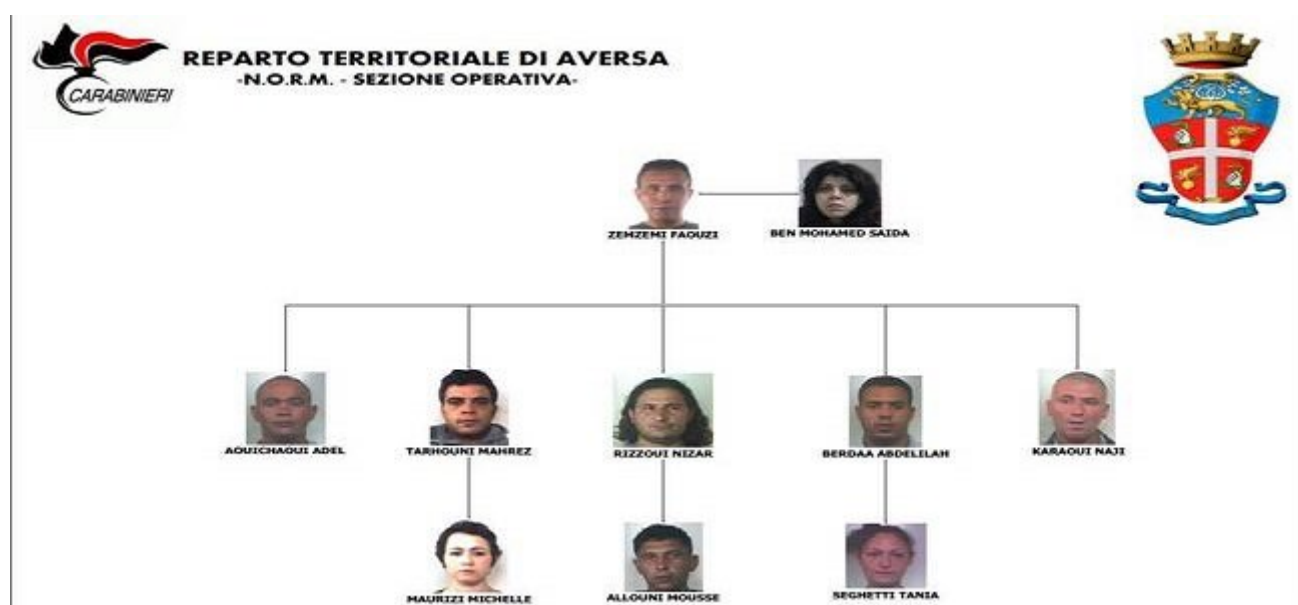 REPARTO TERRITORIALE DI AVERSA
-N.O.R.M. - SEZIONE OPERATIVA-
CARABINIERI
ZEMZEMI FAOUZI
BEN MOHAMED SAIDA
AOUICHAOUI ADEL
TARHOUNI MAHREZ
RIZZOUI NIZAR
BERDAA ABDELILAH
KARAOUI NAJI
MAURIZI MICHELLE
ALLOUNI MOUSSE
SEGHETTI TANIA